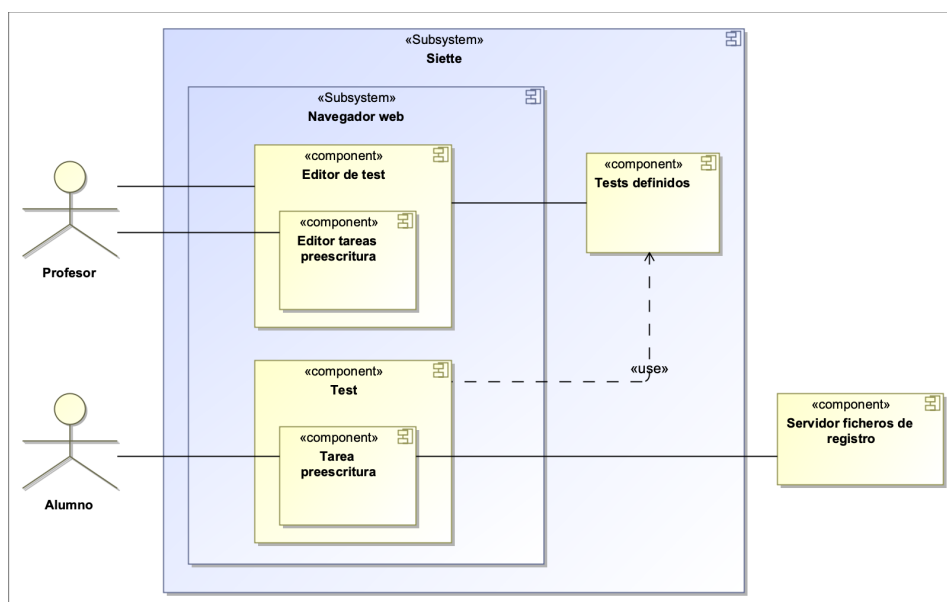 «Subsystem»
Siette
«Subsystem»
Navegador web
«component»
Editor de test
«component»
Editor tareas
preescritura
«component»
Tests definidos
Profesor
«component»
Test
«use»
«component»
Tarea
preescritura
«component»
Servidor ficheros de
registro
Alumno